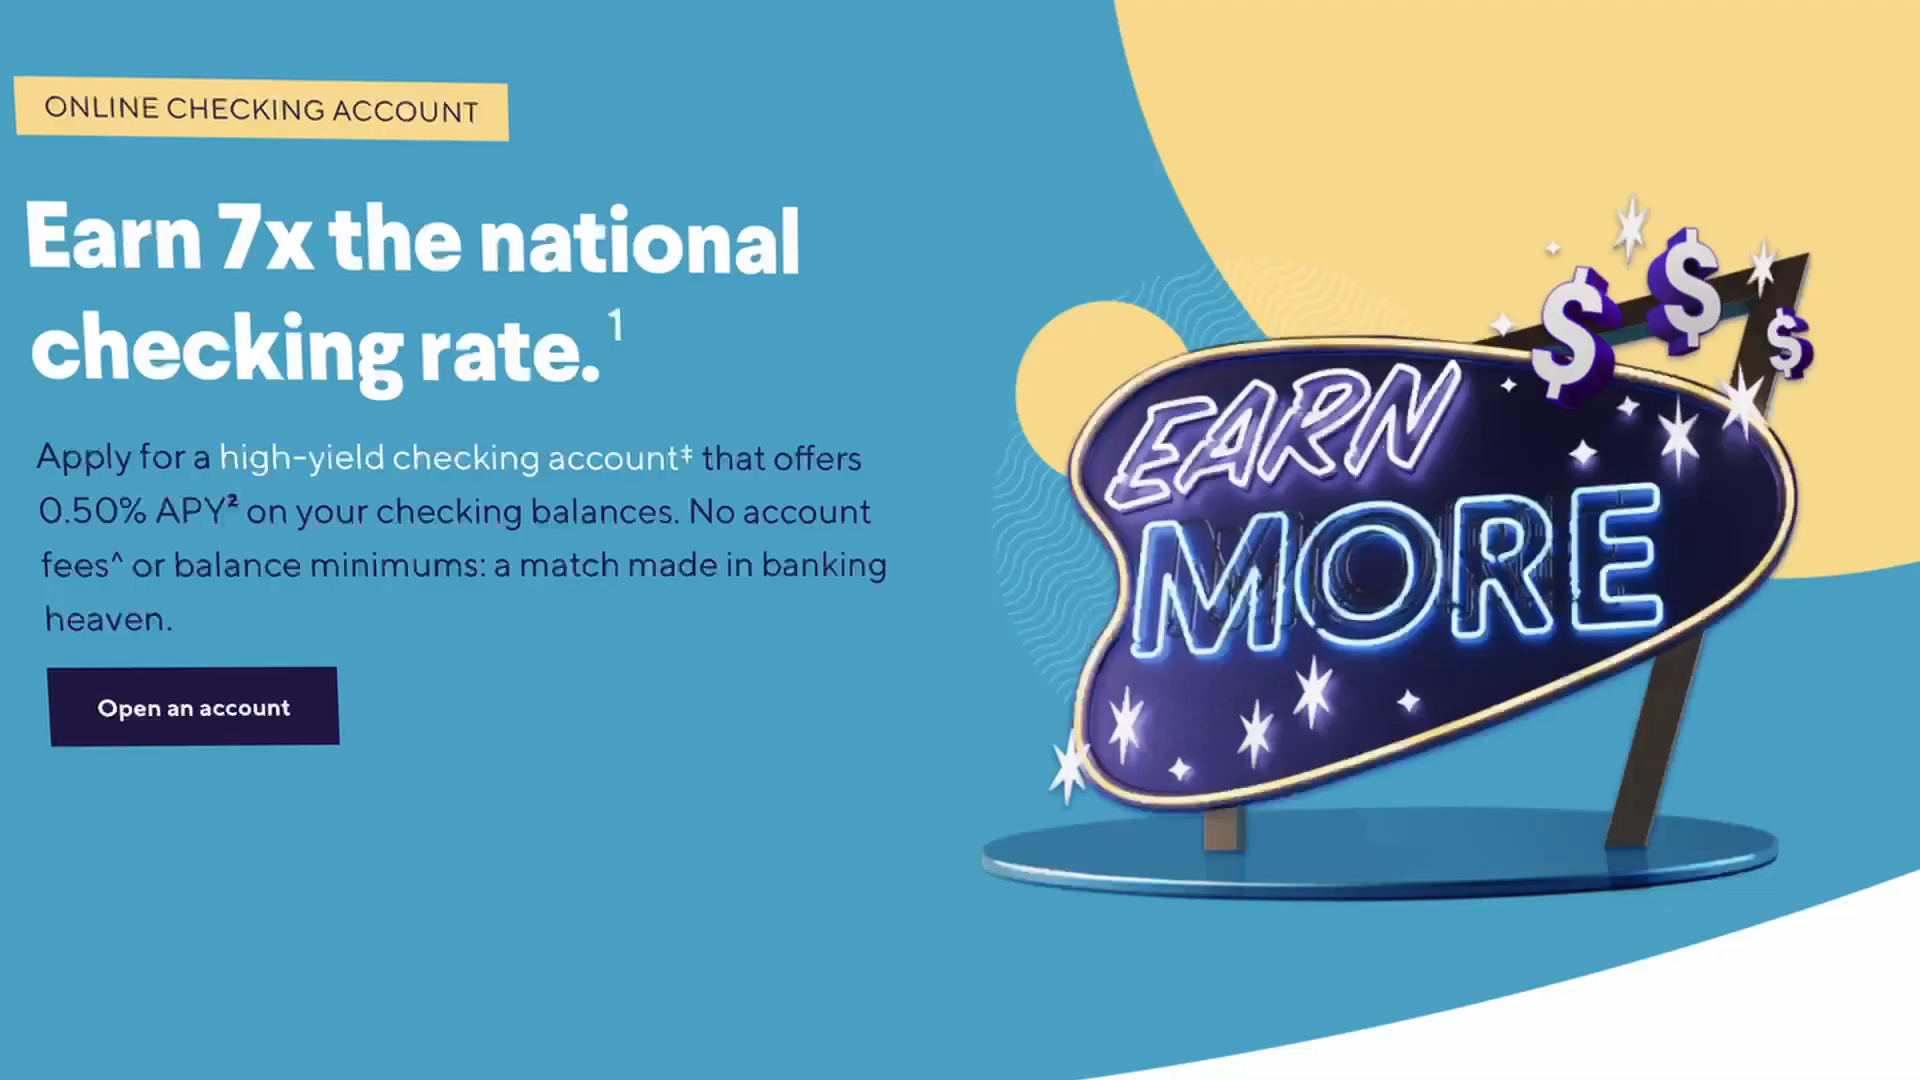 ONLINE CHECKING ACCOUNT
Earn 7x the national
checking rate.¹
Apply for a high-yield checking account‡ that offers
0.50% APY² on your checking balances. No account
fees^ or balance minimums: a match made in banking
heaven.
Open an account
$ $ $
EARN
MORE